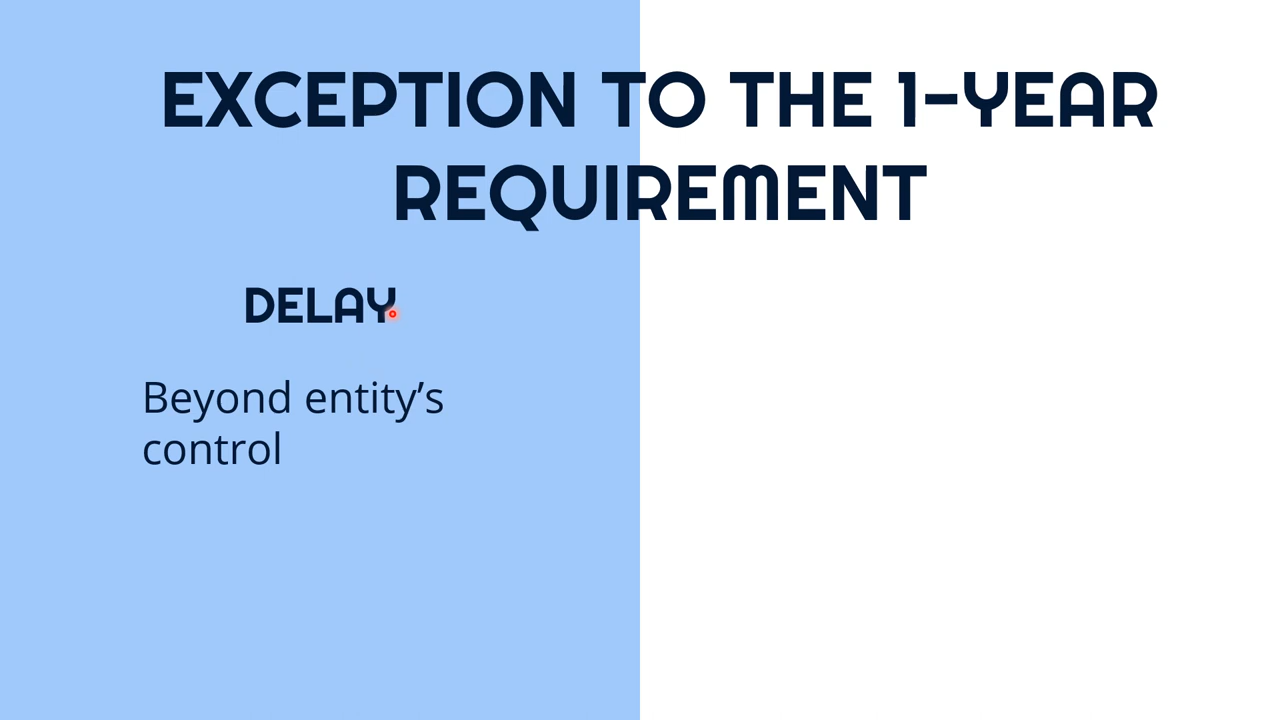 EXCEPTION TO THE 1-YEAR
REQUIREMENT
DELAY
Beyond entity’s
control